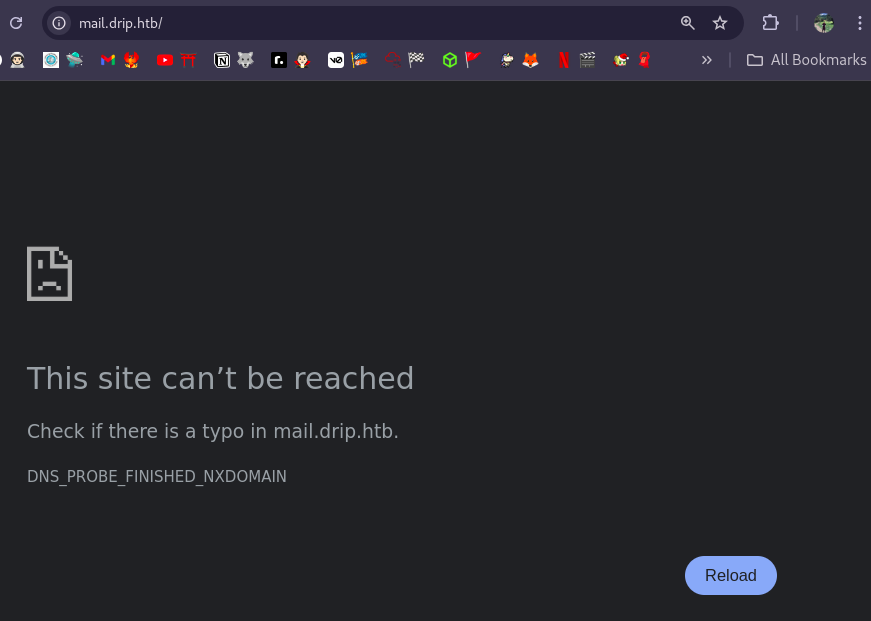 mail.drip.htb/
» All Bookmarks
This site can’t be reached
Check if there is a typo in mail.drip.htb.
DNS_PROBE_FINISHED_NXDOMAIN
Reload